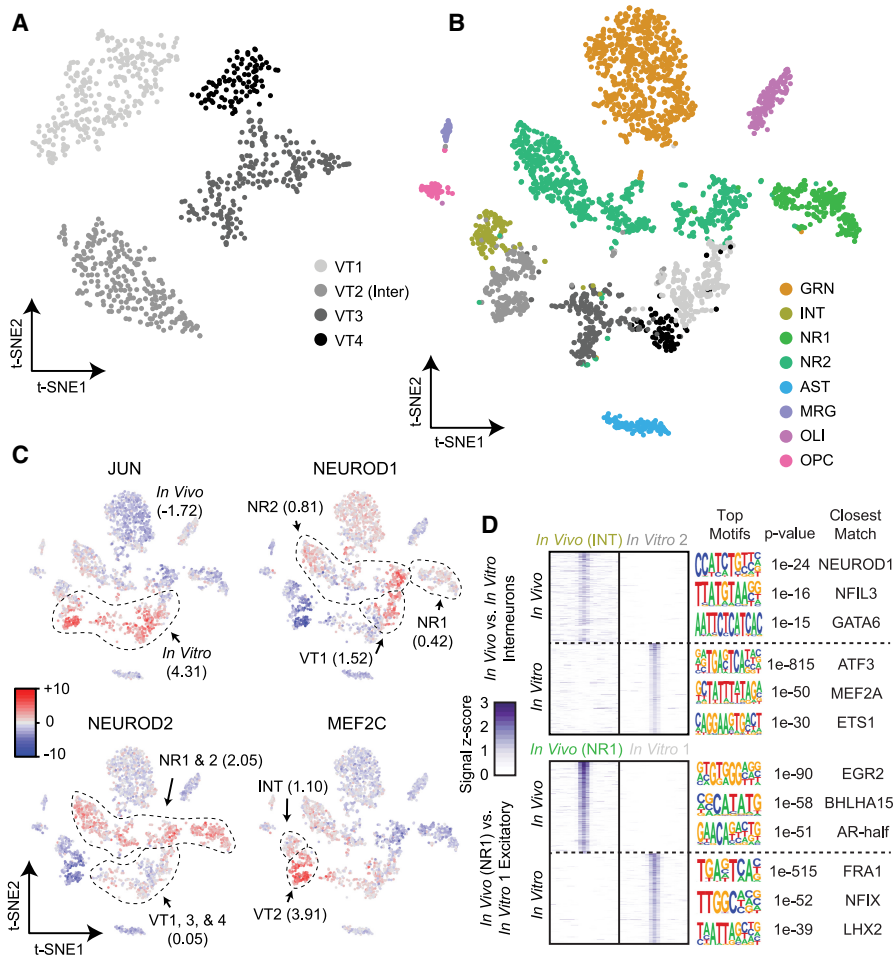 A
VT1
VT2 (Inter)
VT3
VT4
t-SNE2
t-SNE1
B
GRN
INT
NR1
NR2
AST
MRG
OLI
OPC
t-SNE2
t-SNE1
C
JUN
In Vivo
(-1.72)
In Vitro
(4.31)
NEUROD1
NR2 (0.81)
NR1
(0.42)
VT1 (1.52)
+10
0
-10
NEUROD2
NR1 & 2 (2.05)
VT1, 3, & 4
(0.05)
MEF2C
INT (1.10)
VT2 (3.91)
t-SNE2
t-SNE1
D
In Vivo (INT) In Vitro 2
Top
Motifs
p-value
Closest
Match
In Vivo vs. In Vitro
Interneurons
In Vivo
In Vitro
1e-24 NEUROD1
1e-16 NFIL3
1e-15 GATA6
1e-815 ATF3
1e-50 MEF2A
1e-30 ETS1
3
2
1
0
Signal z-score
In Vivo (NR1) In Vitro 1
In Vivo (NR1) vs.
In Vitro 1 Excitatory
In Vivo
In Vitro
1e-90 EGR2
1e-58 BHLHA15
1e-51 AR-half
1e-515 FRA1
1e-52 NFIX
1e-39 LHX2